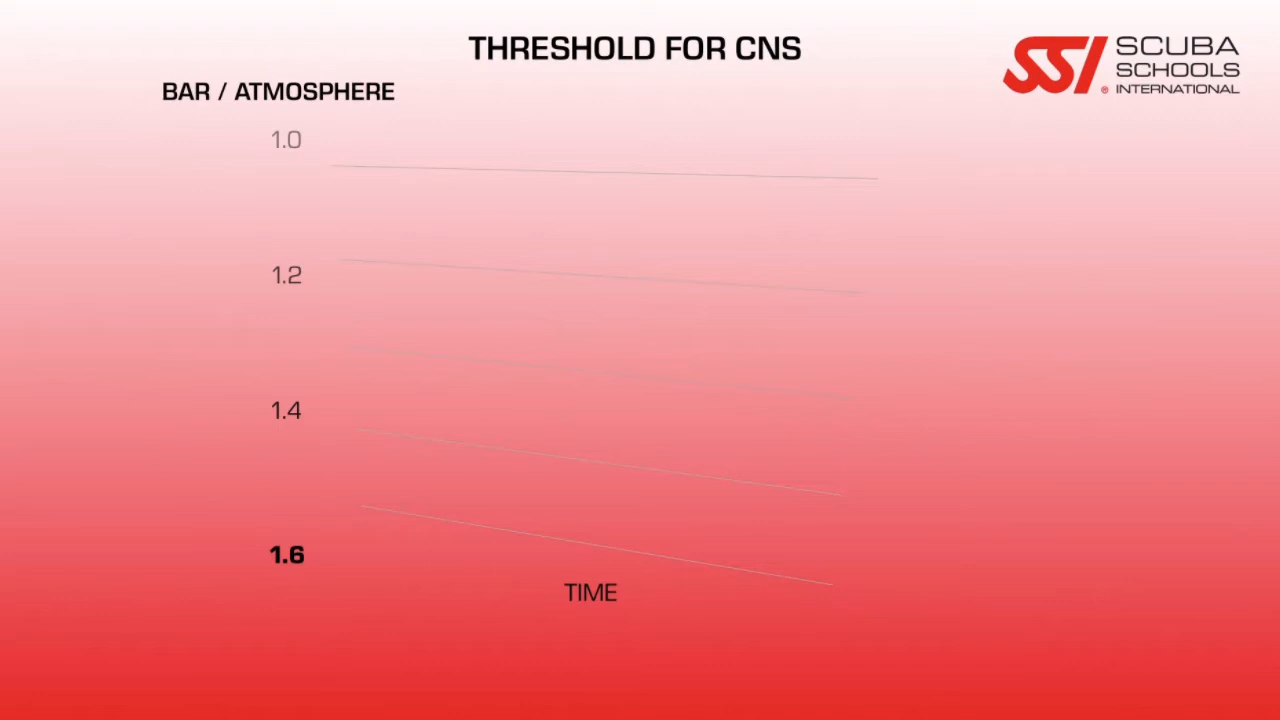 THRESHOLD FOR CNS
SSI® SCUBA
SCHOOLS
INTERNATIONAL
BAR / ATMOSPHERE
1.0
1.2
1.4
1.6
TIME